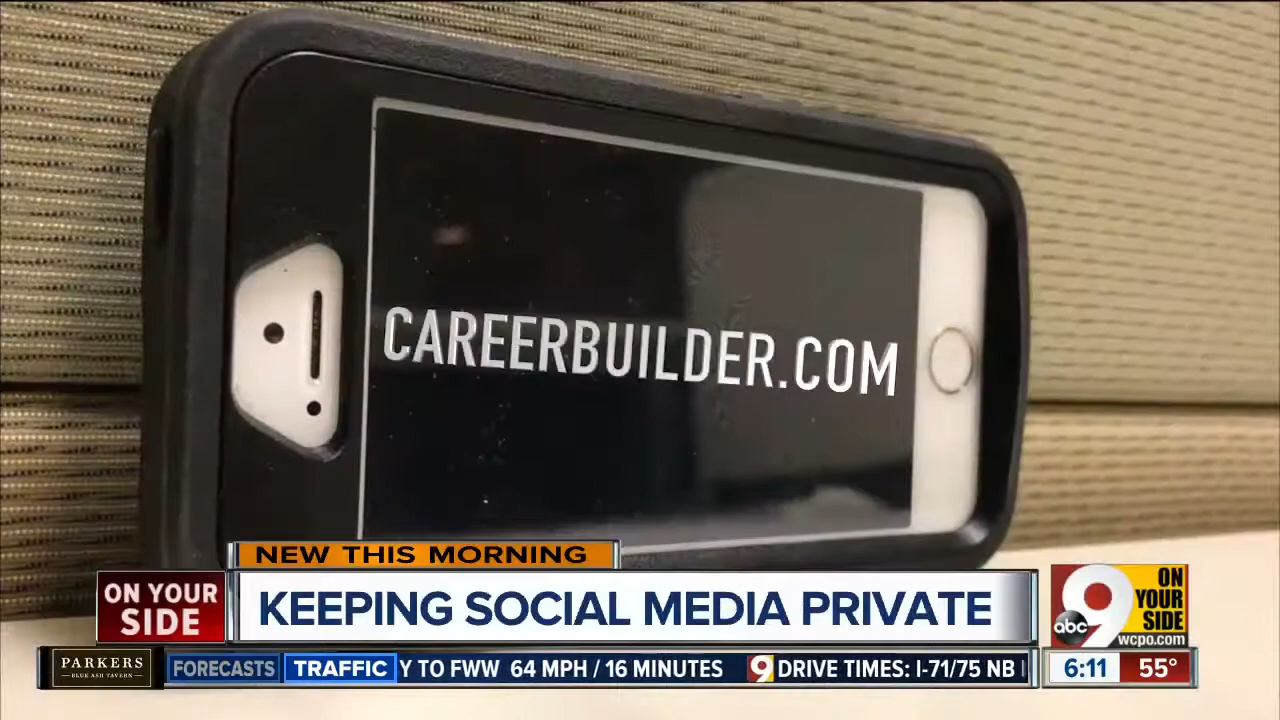 CAREERBUILDER.COM
NEW THIS MORNING
ON YOUR
SIDE
KEEPING SOCIAL MEDIA PRIVATE
9
abc
ON
YOUR
SIDE
wcpo.com
PARKERS
BLUE ASH TAVERN
FORECASTS
TRAFFIC
Y TO FWW 64 MPH / 16 MINUTES
9 DRIVE TIMES: I-71/75 NB
6:11
55°